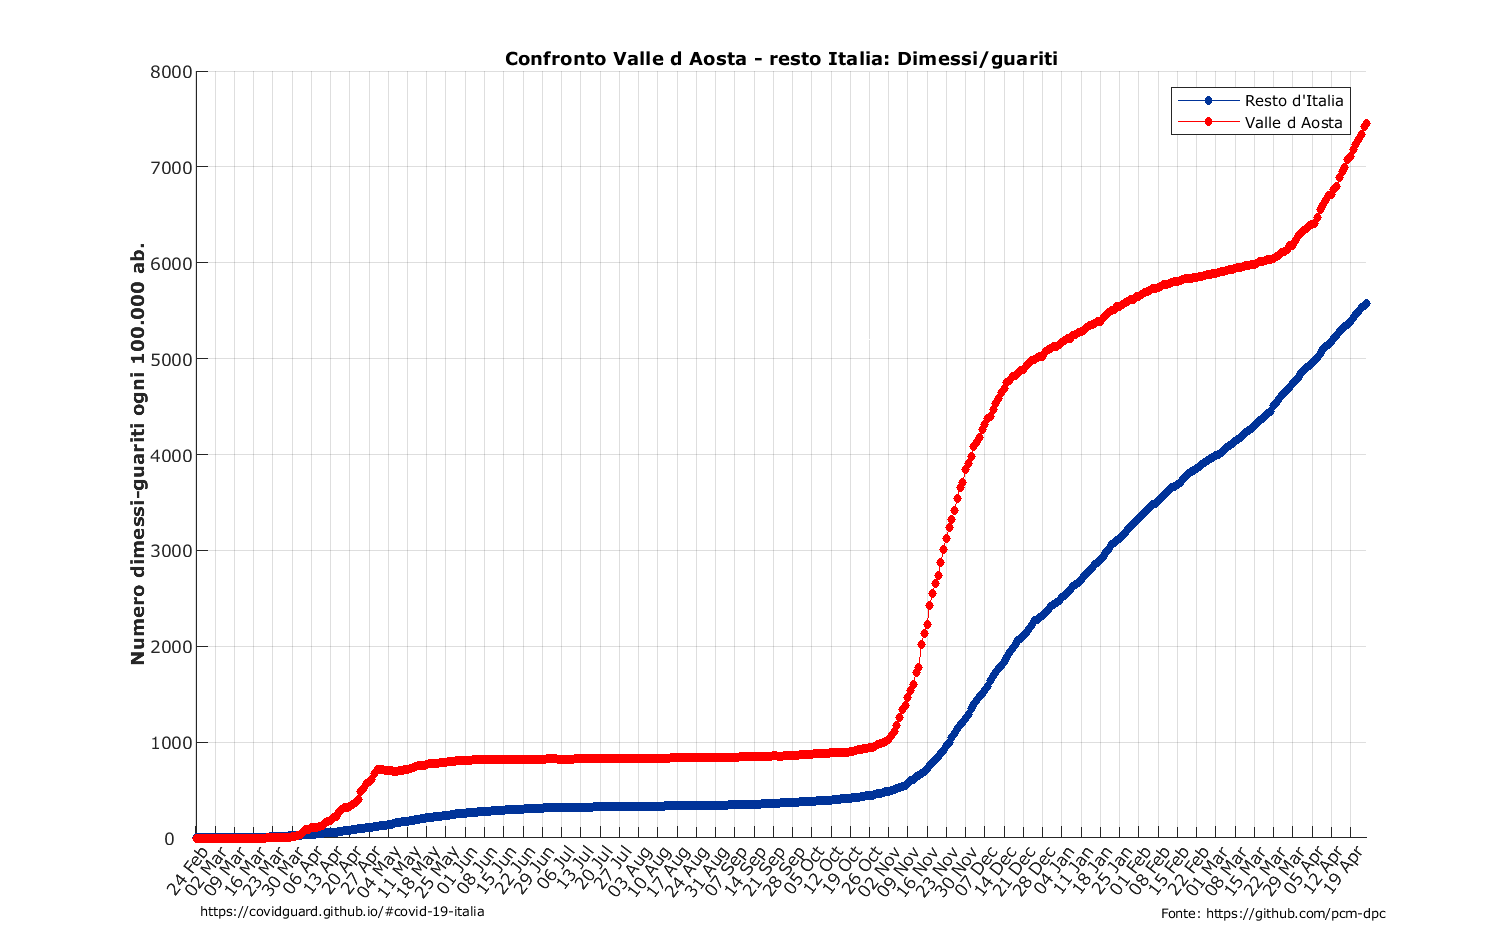 Confronto Valle d Aosta - resto Italia: Dimessi/guariti
Resto d'Italia
Valle d Aosta
Numero dimessi-guariti ogni 100.000 ab.
8000
7000
6000
5000
4000
3000
2000
1000
0
24 Feb
02 Mar
09 Mar
16 Mar
23 Mar
30 Mar
06 Apr
13 Apr
20 Apr
27 Apr
04 May
11 May
18 May
25 May
01 Jun
08 Jun
15 Jun
22 Jun
29 Jun
06 Jul
13 Jul
20 Jul
27 Jul
03 Aug
10 Aug
17 Aug
24 Aug
31 Aug
07 Sep
14 Sep
21 Sep
28 Sep
05 Oct
12 Oct
19 Oct
26 Oct
02 Nov
09 Nov
16 Nov
23 Nov
30 Nov
07 Dec
14 Dec
21 Dec
28 Dec
04 Jan
11 Jan
18 Jan
25 Jan
01 Feb
08 Feb
15 Feb
22 Feb
01 Mar
08 Mar
15 Mar
22 Mar
29 Mar
05 Apr
12 Apr
19 Apr
https://covidguard.github.io/#covid-19-italia
Fonte: https://github.com/pcm-dpc